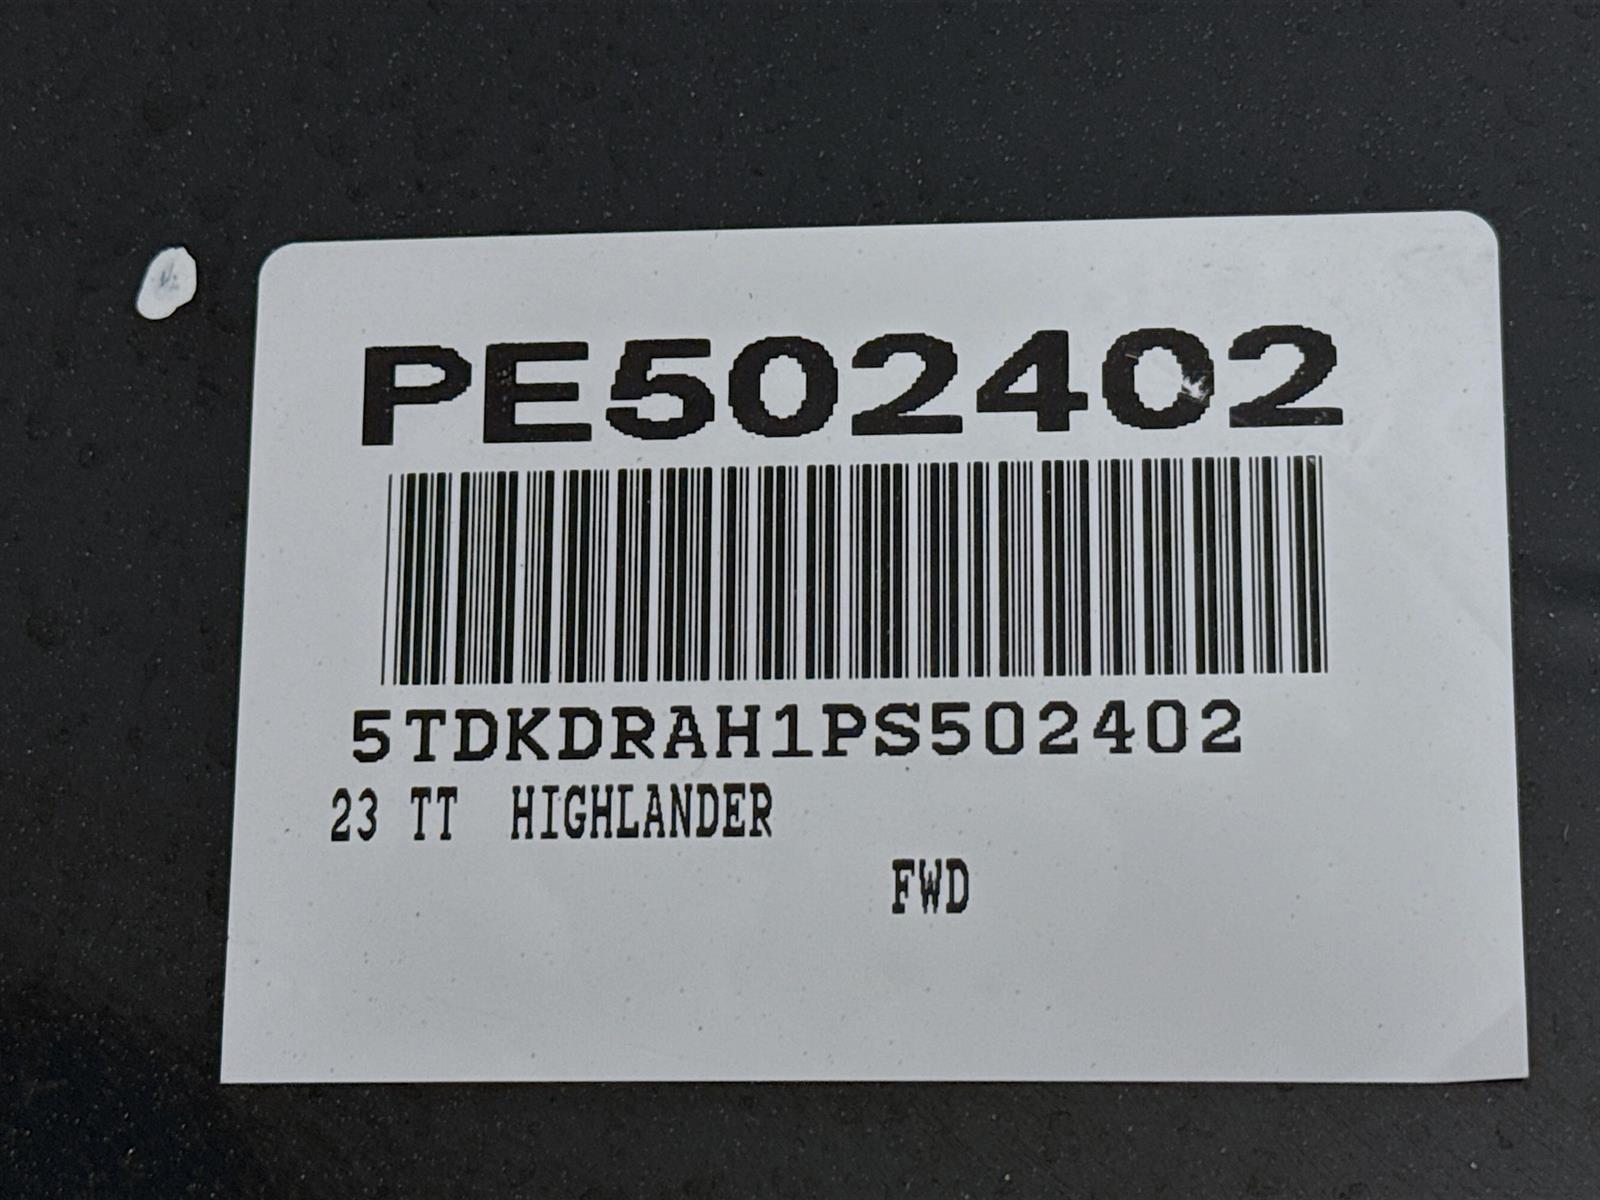 PE502402
5TDKDRAH1PS502402
23 TT HIGHLANDER
FWD